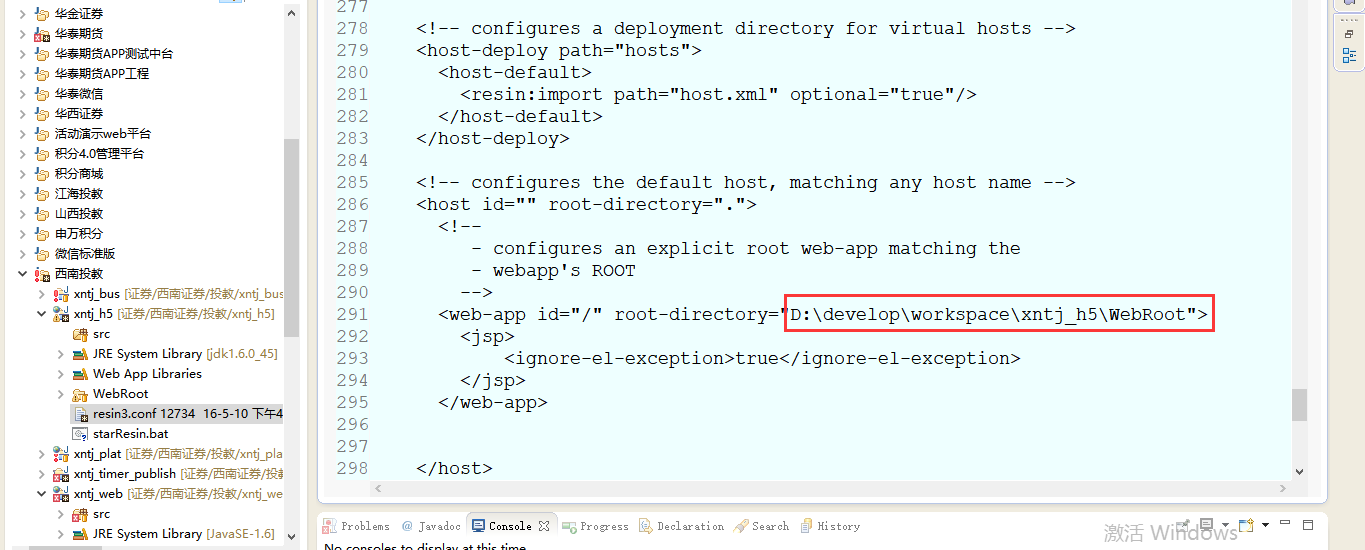 华金证券
华泰期货
华泰期货APP测试中台
华泰期货APP工程
华泰微信
华西证券
活动演示web平台
积分4.0管理平台
积分商城
江海投教
山西投教
申万积分
微信标准版
西南投教
xntj_bus [证券/西南证券/投教/xntj_bus
xntj_h5 [证券/西南证券/投教/xntj_h5]
src
JRE System Library [jdk1.6.0_45]
Web App Libraries
WebRoot
resin3.conf 12734 16-5-10 下午4
starResin.bat
xntj_plat [证券/西南证券/投教/xntj_pla
xntj_timer_publish [证券/西南证券/投教
xntj_web [证券/西南证券/投教/xntj_we
src
JRE System Library [JavaSE-1.6]
277
278 <!-- configures a deployment directory for virtual hosts -->
279 <host-deploy path="hosts">
280 <host-default>
281 <resin:import path="host.xml" optional="true"/>
282 </host-default>
283 </host-deploy>
284
285 <!-- configures the default host, matching any host name -->
286 <host id="" root-directory=".">
287 <!--
288 - configures an explicit root web-app matching the
289 - webapp's ROOT
290 -->
291 <web-app id="/" root-directory="D:\develop\workspace\xntj_h5\WebRoot">
292 <jsp>
293 <ignore-el-exception>true</ignore-el-exception>
294 </jsp>
295 </web-app>
296
297
298 </host>
Problems @ Javadoc Console Progress Declaration Search History
激活 Windows
No consoles to display at this time.